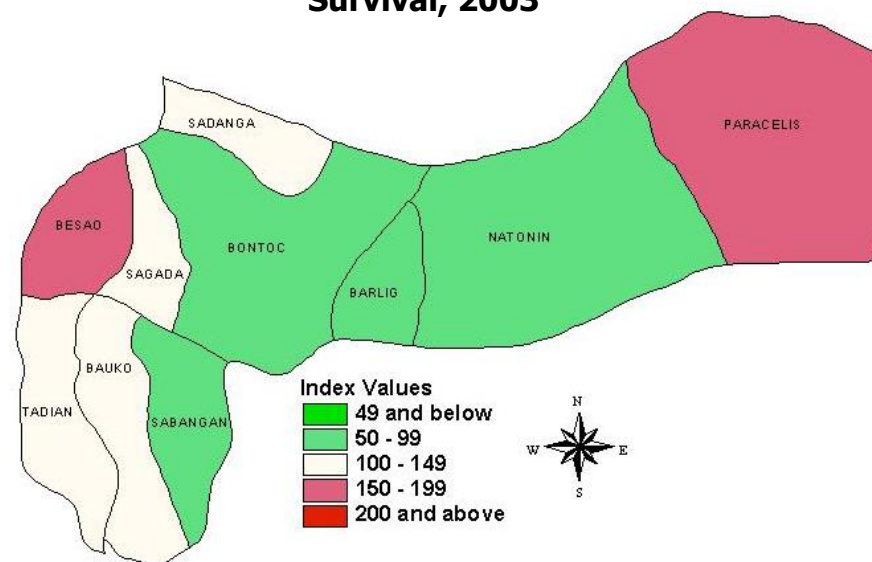 Survival, 2003
SADANGA
PARACELIS
BESAO
BONTOC
NATONIN
SAGADA
BARLIG
BAUKO
TADIAN
SABANGAN
Index Values
49 and below
50 - 99
100 - 149
150 - 199
200 and above
N
W
E
S